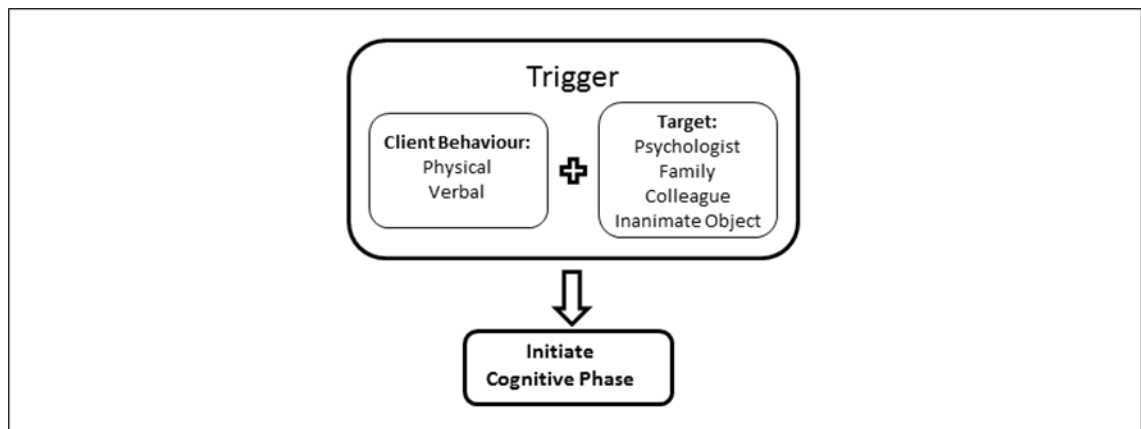 Trigger
Client Behaviour:
Physical
Verbal
Target:
Psychologist
Family
Colleague
Inanimate Object
Initiate
Cognitive Phase